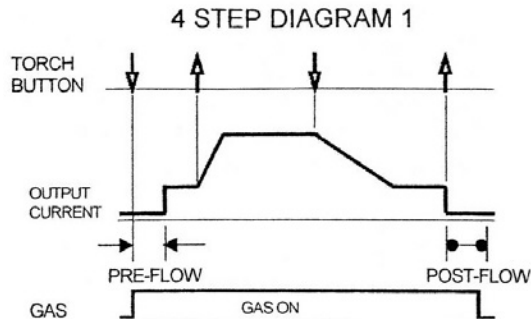 4 STEP DIAGRAM 1
TORCH
BUTTON
OUTPUT
CURRENT
PRE-FLOW
POST-FLOW
GAS
GAS ON